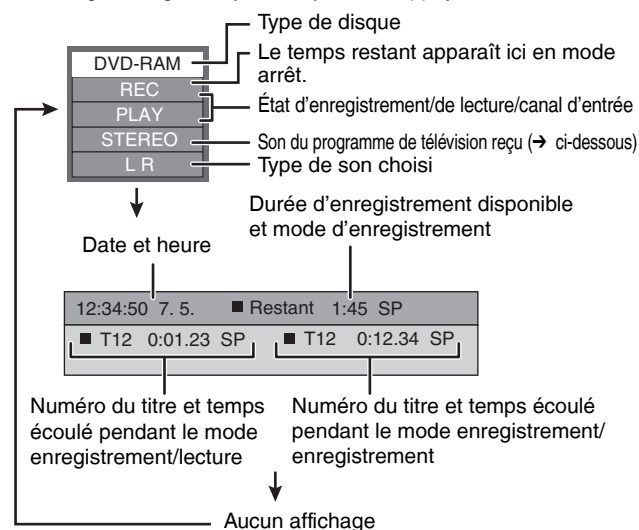 Type de disque
DVD-RAM
Le temps restant apparaît ici en mode
arrêt.
REC
État d'enregistrement/de lecture/canal d'entrée
PLAY
STEREO
Son du programme de télévision reçu (➔ ci-dessous)
L R
Type de son choisi
Durée d'enregistrement disponible
et mode d'enregistrement
Date et heure
12:34:50 7. 5. ■ Restant 1:45 SP
■ T12 0:01.23 SP ■ T12 0:12.34 SP
Numéro du titre et temps
écoulé pendant le mode
enregistrement/lecture
Numéro du titre et temps écoulé
pendant le mode enregistrement/
enregistrement
Aucun affichage